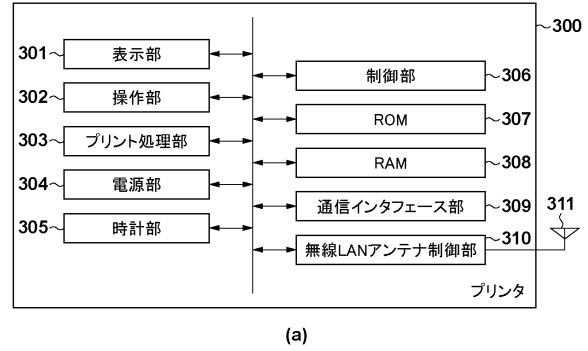 300
301 表示部
302 操作部
303 プリント処理部
304 電源部
305 時計部
制御部 306
ROM 307
RAM 308
通信インタフェース部 309
無線LANアンテナ制御部 310
311
プリンタ
(a)